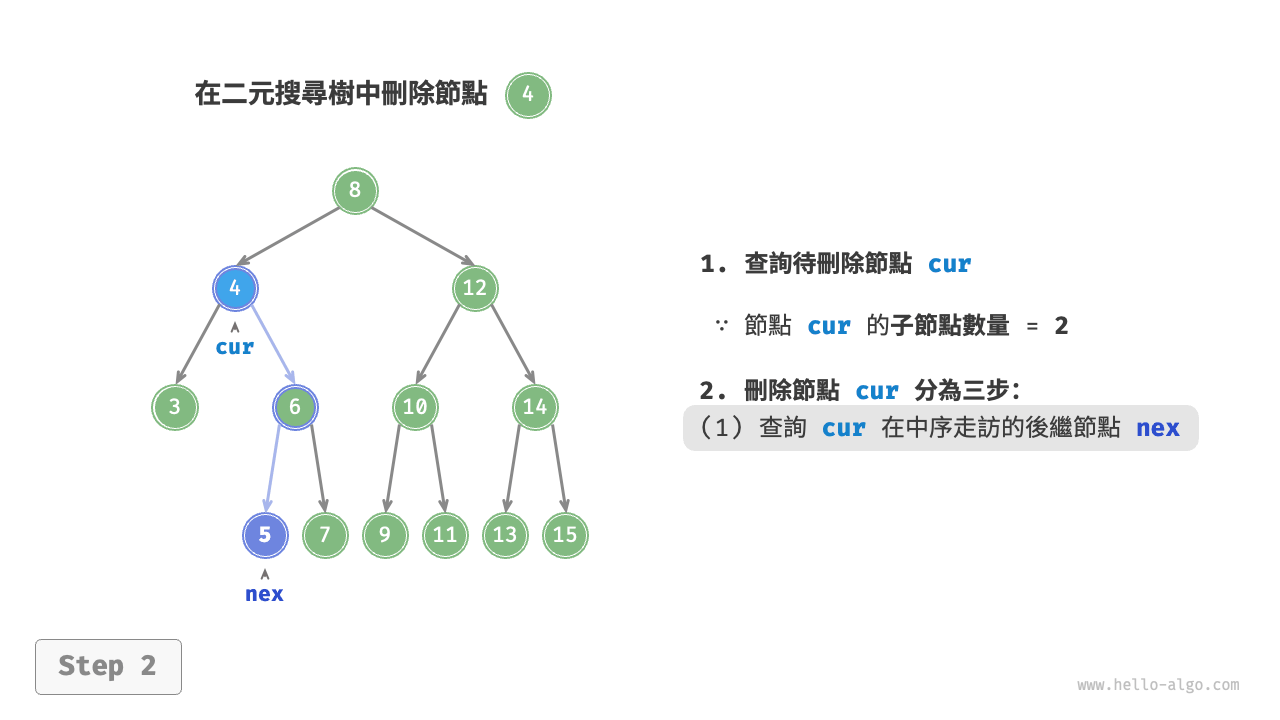 在二元搜尋樹中刪除節點 4
8
4 12
cur
3 6 10 14
5 7 9 11 13 15
nex
1. 查詢待刪除節點 cur
∵ 節點 cur 的子節點數量 = 2
2. 刪除節點 cur 分為三步：
(1) 查詢 cur 在中序走訪的後繼節點 nex
Step 2
www.hello-algo.com